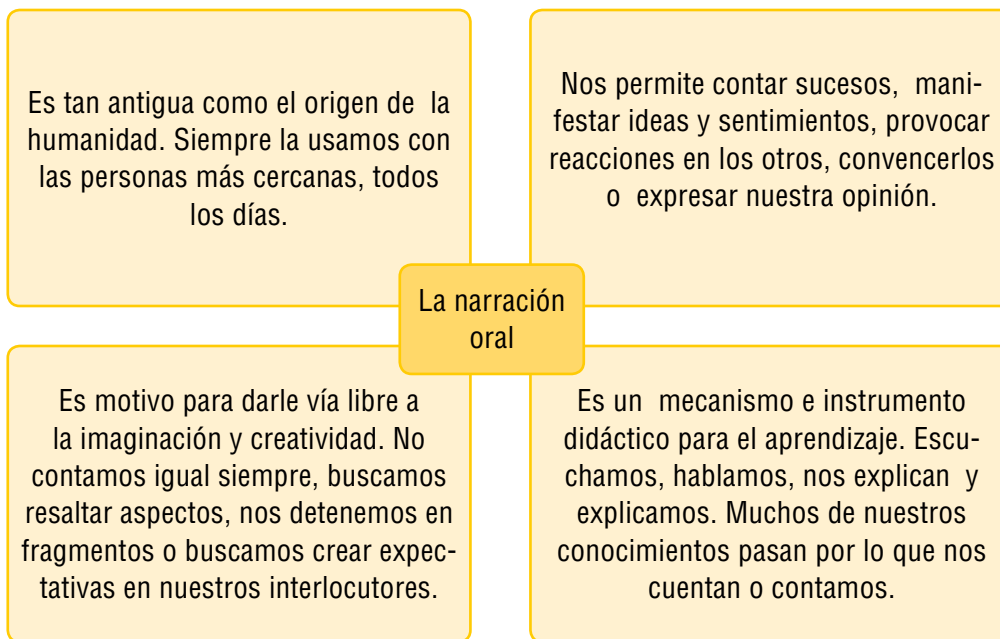 Es tan antigua como el origen de la
humanidad. Siempre la usamos con
las personas más cercanas, todos
los días.
Nos permite contar sucesos, mani-
festar ideas y sentimientos, provocar
reacciones en los otros, convencerlos
o expresar nuestra opinión.
La narración
oral
Es motivo para darle vía libre a
la imaginación y creatividad. No
contamos igual siempre, buscamos
resaltar aspectos, nos detenemos en
fragmentos o buscamos crear expec-
tativas en nuestros interlocutores.
Es un mecanismo e instrumento
didáctico para el aprendizaje. Escu-
chamos, hablamos, nos explican y
explicamos. Muchos de nuestros
conocimientos pasan por lo que nos
cuentan o contamos.